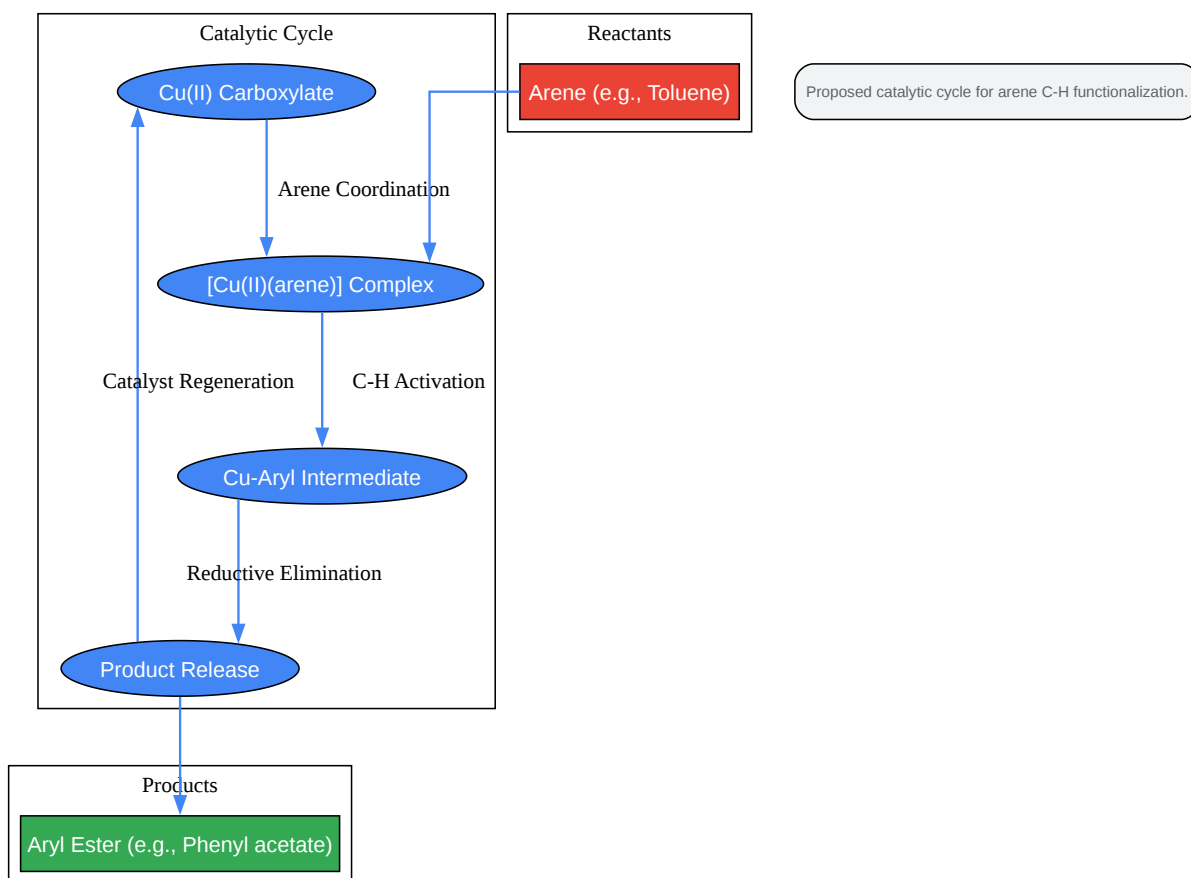 Catalytic Cycle
Reactants
Cu(II) Carboxylate
Arene (e.g., Toluene)
Proposed catalytic cycle for arene C-H functionalization.
Arene Coordination
[Cu(II)(arene)] Complex
Catalyst Regeneration
C-H Activation
Cu-Aryl Intermediate
Reductive Elimination
Product Release
Products
Aryl Ester (e.g., Phenyl acetate)